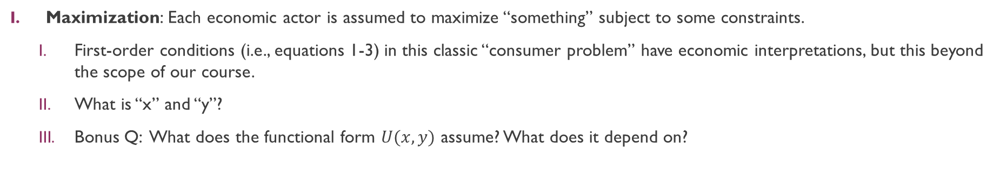 I. Maximization: Each economic actor is assumed to maximize “something” subject to some constraints.
I. First-order conditions (i.e., equations 1-3) in this classic “consumer problem” have economic interpretations, but this beyond
the scope of our course.
II. What is “x” and “y”?
III. Bonus Q: What does the functional form U(x, y) assume? What does it depend on?